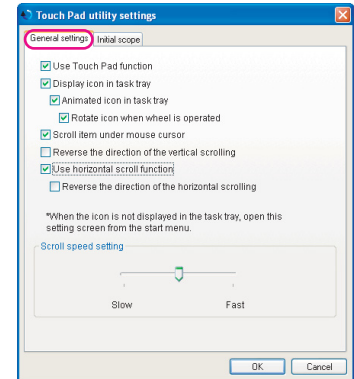 Touch Pad utility settings
General settings Initial scope
Use Touch Pad function
Display icon in task tray
Animated icon in task tray
Rotate icon when wheel is operated
Scroll item under mouse cursor
Reverse the direction of the vertical scrolling
Use horizontal scroll function
Reverse the direction of the horizontal scrolling
*When the icon is not displayed in the task tray, open this
setting screen from the start menu.
Scroll speed setting
Slow Fast
OK Cancel